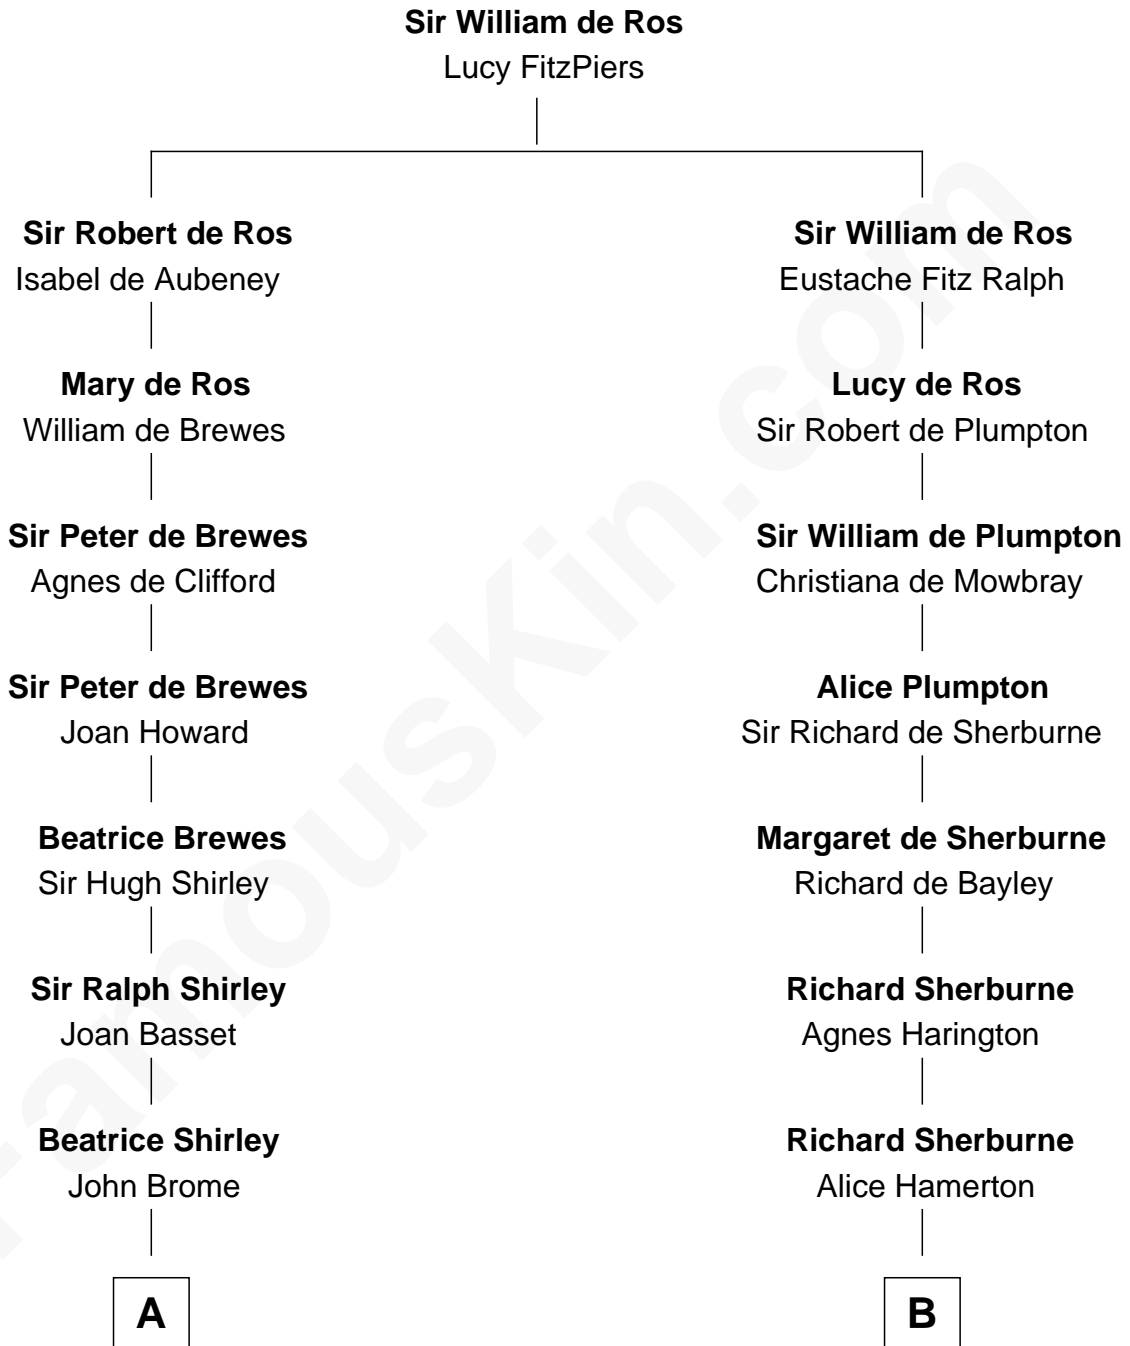 Sir William de Ros
Lucy FitzPiers
Sir Robert de Ros
Isabel de Aubeney
Sir William de Ros
Eustache Fitz Ralph
Mary de Ros
William de Brewes
Lucy de Ros
Sir Robert de Plumpton
Sir Peter de Brewes
Agnes de Clifford
Sir William de Plumpton
Christiana de Mowbray
Sir Peter de Brewes
Joan Howard
Alice Plumpton
Sir Richard de Sherburne
Beatrice Brewes
Sir Hugh Shirley
Margaret de Sherburne
Richard de Bayley
Sir Ralph Shirley
Joan Basset
Richard Sherburne
Agnes Harington
Beatrice Shirley
John Brome
Richard Sherburne
Alice Hamerton
A
B
FamousKin.com